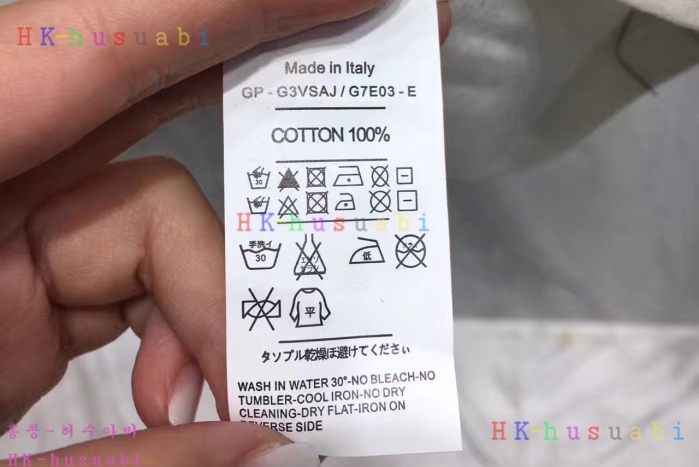 HK-husuabi
Made in Italy
GP - G3VSAJ / G7E03 - E
COTTON 100%
30
HK-husuabi
手洗イ
30
低
平
タンブル乾燥ほ避けてください
WASH IN WATER 30°-NO BLEACH-NO
TUMBLER-COOL IRON-NO DRY
CLEANING-DRY FLAT-IRON ON
REVERSE SIDE
홍콩-허수아비
HK-husuabi
HK-husuabi